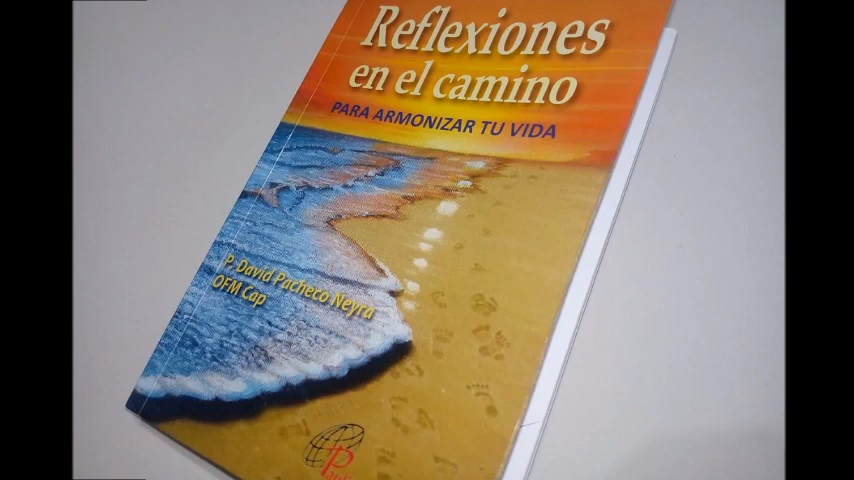 Reflexiones
en el camino
PARA ARMONIZAR TU VIDA
P. David Pacheco Neyra
OFM Cap